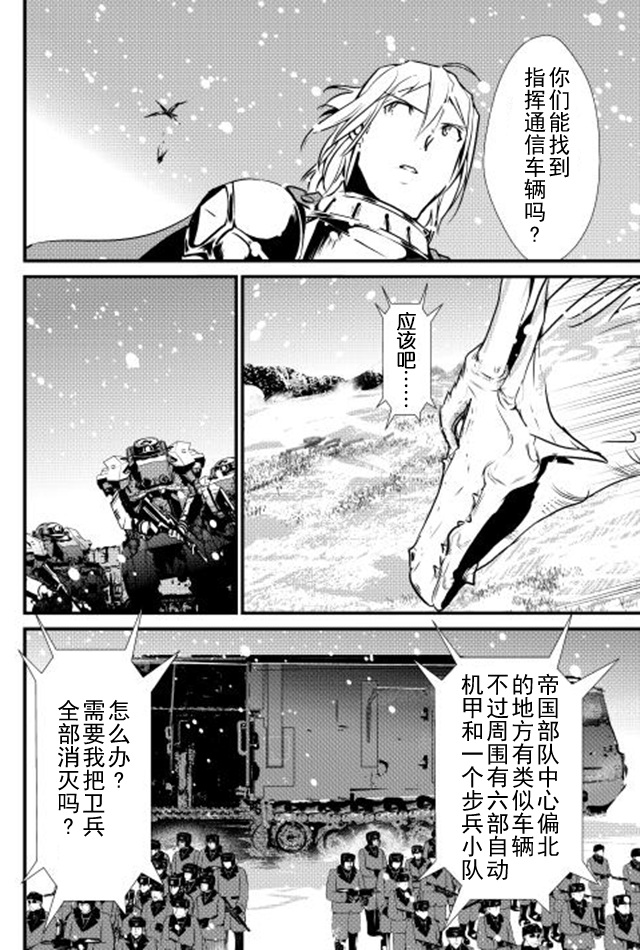 你们能找到
指挥通信车辆吗？
应该吧……
帝国部队中心偏北
的地方有类似车辆
不过周围有六部自动
机甲和一个步兵小队
怎么办？
需要我把卫兵
全部消灭吗？